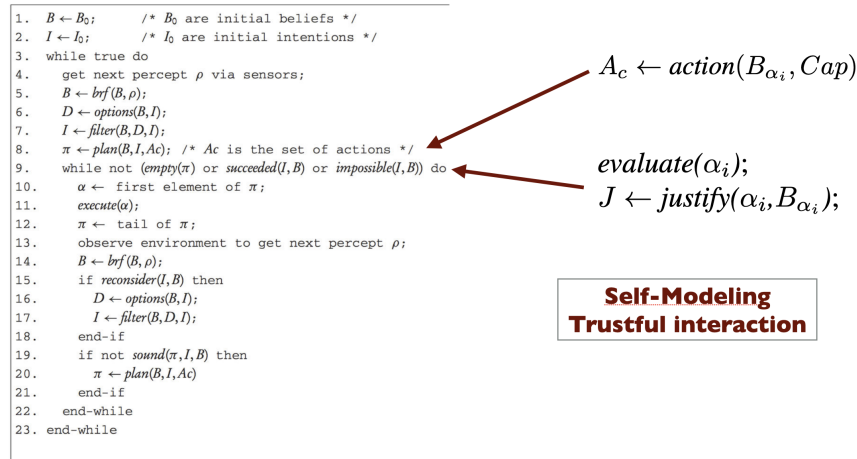 1. B ← B₀; /* B₀ are initial beliefs */
2. I ← I₀; /* I₀ are initial intentions */
3. while true do
4. get next percept ρ via sensors;
5. B ← brf(B, ρ);
6. D ← options(B, I);
7. I ← filter(B, D, I);
8. π ← plan(B, I, Ac); /* Ac is the set of actions */
9. while not (empty(π) or succeeded(I, B) or impossible(I, B)) do
10. α ← first element of π;
11. execute(α);
12. π ← tail of π;
13. observe environment to get next percept ρ;
14. B ← brf(B, ρ);
15. if reconsider(I, B) then
16. D ← options(B, I);
17. I ← filter(B, D, I);
18. end-if
19. if not sound(π, I, B) then
20. π ← plan(B, I, Ac)
21. end-if
22. end-while
23. end-while
A_c ← action(B_{α_i}, Cap)
evaluate(α_i);
J ← justify(α_i, B_{α_i});
Self-Modeling
Trustful interaction